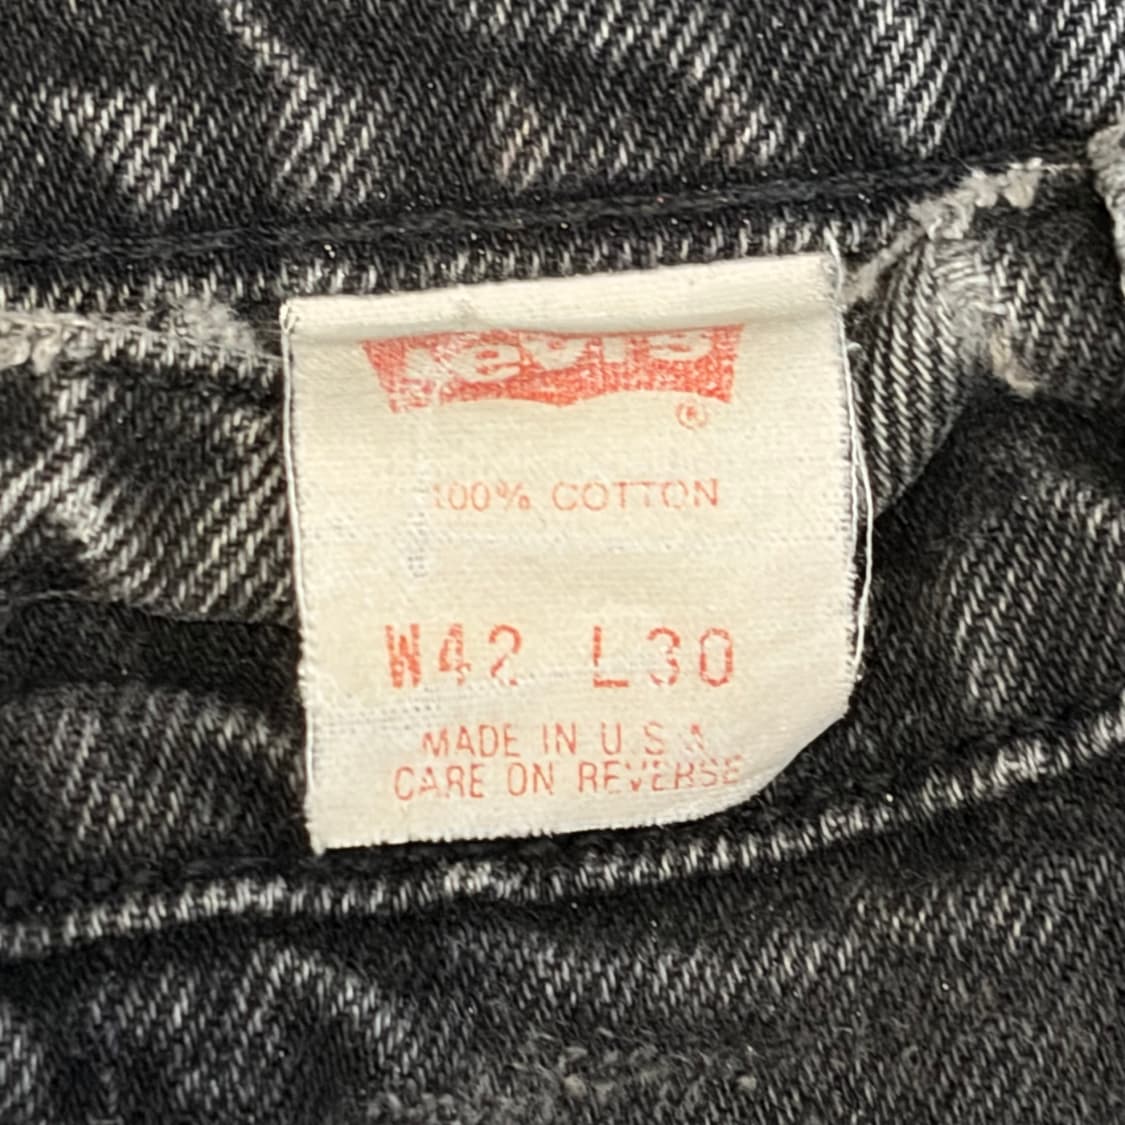 Levi's
®
100% COTTON
W42 L30
MADE IN U.S.A.
CARE ON REVERSE